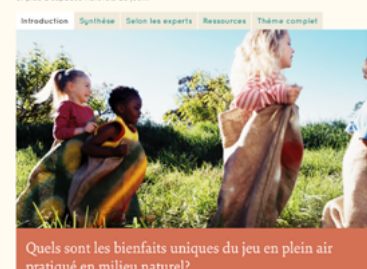 Introduction Synthèse Selon les experts Ressources Thème complet
Quels sont les bienfaits uniques du jeu en plein air
pratiqué en milieu naturel?